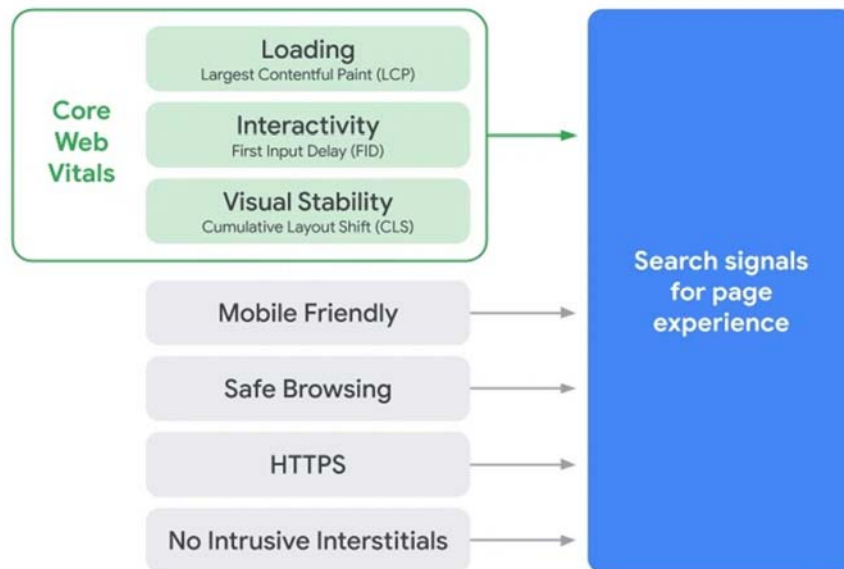 Core
Web
Vitals
Loading
Largest Contentful Paint (LCP)
Interactivity
First Input Delay (FID)
Visual Stability
Cumulative Layout Shift (CLS)
Mobile Friendly
Safe Browsing
HTTPS
No Intrusive Interstitials
Search signals
for page
experience